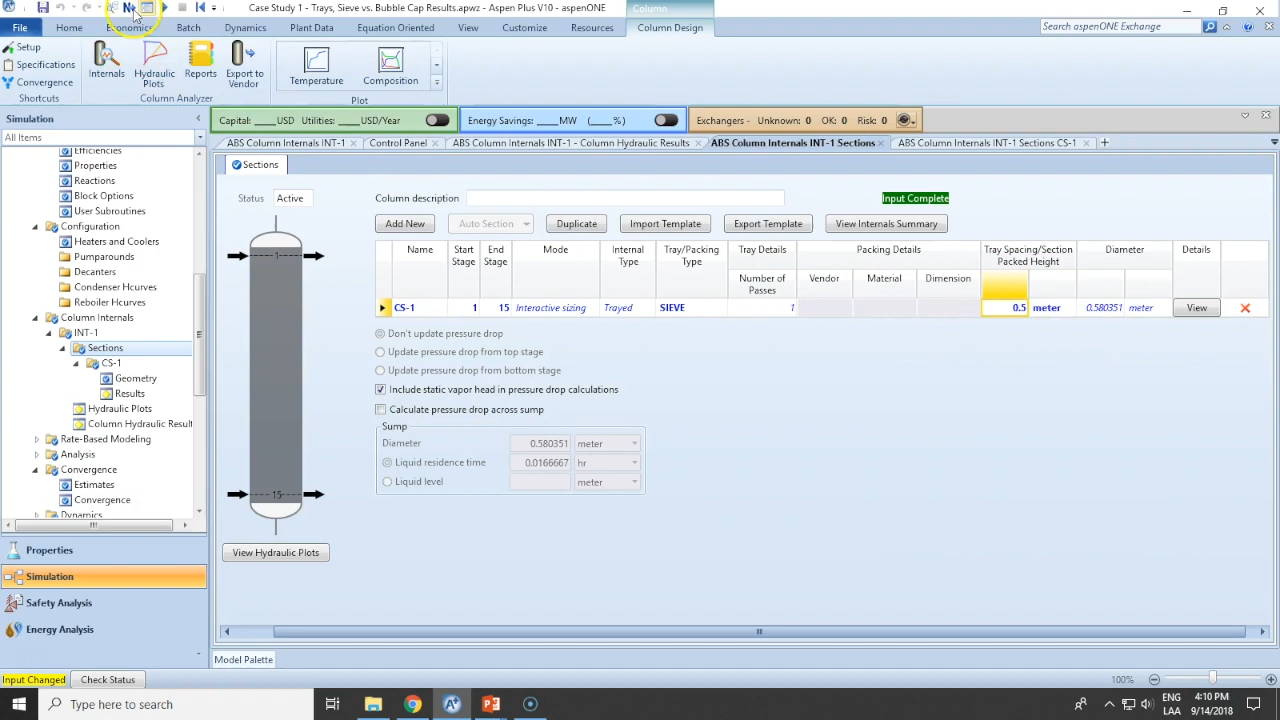 Case Study 1 - Trays, Sieve vs. Bubble Cap Results.apwz - Aspen Plus V10 - aspenONE
Column
File Home Economics Batch Dynamics Plant Data Equation Oriented View Customize Resources Column Design
Search aspenONE Exchange
Setup
Specifications
Convergence
Shortcuts
Internals
Hydraulic Plots
Reports
Export to Vendor
Column Analyzer
Temperature
Composition
Plot
Simulation
All Items
Capital: ____ USD Utilities: ____ USD/Year
Energy Savings: ____ MW (____%)
Exchangers - Unknown: 0 OK: 0 Risk: 0
ABS Column Internals INT-1
Control Panel
ABS Column Internals INT-1 - Column Hydraulic Results
ABS Column Internals INT-1 Sections
ABS Column Internals INT-1 Sections CS-1
Efficiencies
Properties
Reactions
Block Options
User Subroutines
Configuration
Heaters and Coolers
Pumparounds
Decanters
Condenser Hcurves
Reboiler Hcurves
Column Internals
INT-1
Sections
CS-1
Geometry
Results
Hydraulic Plots
Column Hydraulic Result
Rate-Based Modeling
Analysis
Convergence
Estimates
Convergence
Dynamics
Properties
Simulation
Safety Analysis
Energy Analysis
Sections
Status Active
Column description
Input Complete
Add New
Auto Section
Duplicate
Import Template
Export Template
View Internals Summary
Name
Start Stage
End Stage
Mode
Internal Type
Tray/Packing Type
Tray Details
Number of Passes
Packing Details
Vendor
Material
Dimension
Tray Spacing/Section Packed Height
Diameter
Details
CS-1 1 15 Interactive sizing Trayed SIEVE 1 0.5 meter 0.580351 meter View
Don't update pressure drop
Update pressure drop from top stage
Update pressure drop from bottom stage
Include static vapor head in pressure drop calculations
Calculate pressure drop across sump
Sump
Diameter 0.580351 meter
Liquid residence time 0.0166667 hr
Liquid level meter
1
15
View Hydraulic Plots
Model Palette
Input Changed
Check Status
100%
Type here to search
ENG
LAA
4:10 PM
9/14/2018